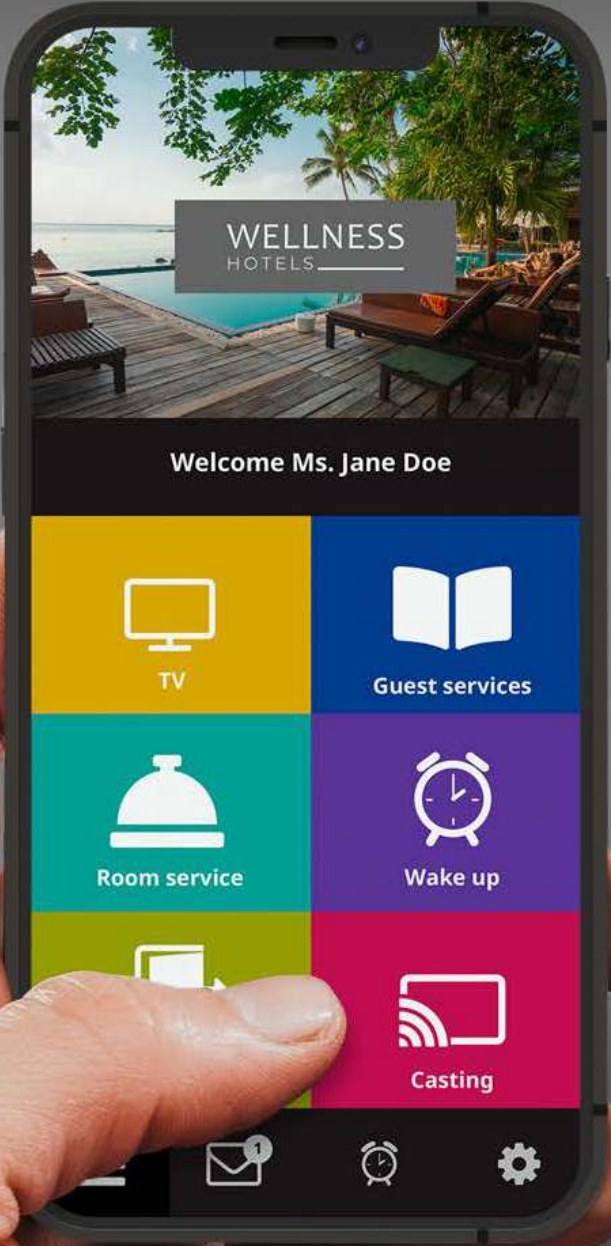 WELLNESS
HOTELS
Welcome Ms. Jane Doe
TV
Guest services
Room service
Wake up
Casting
1